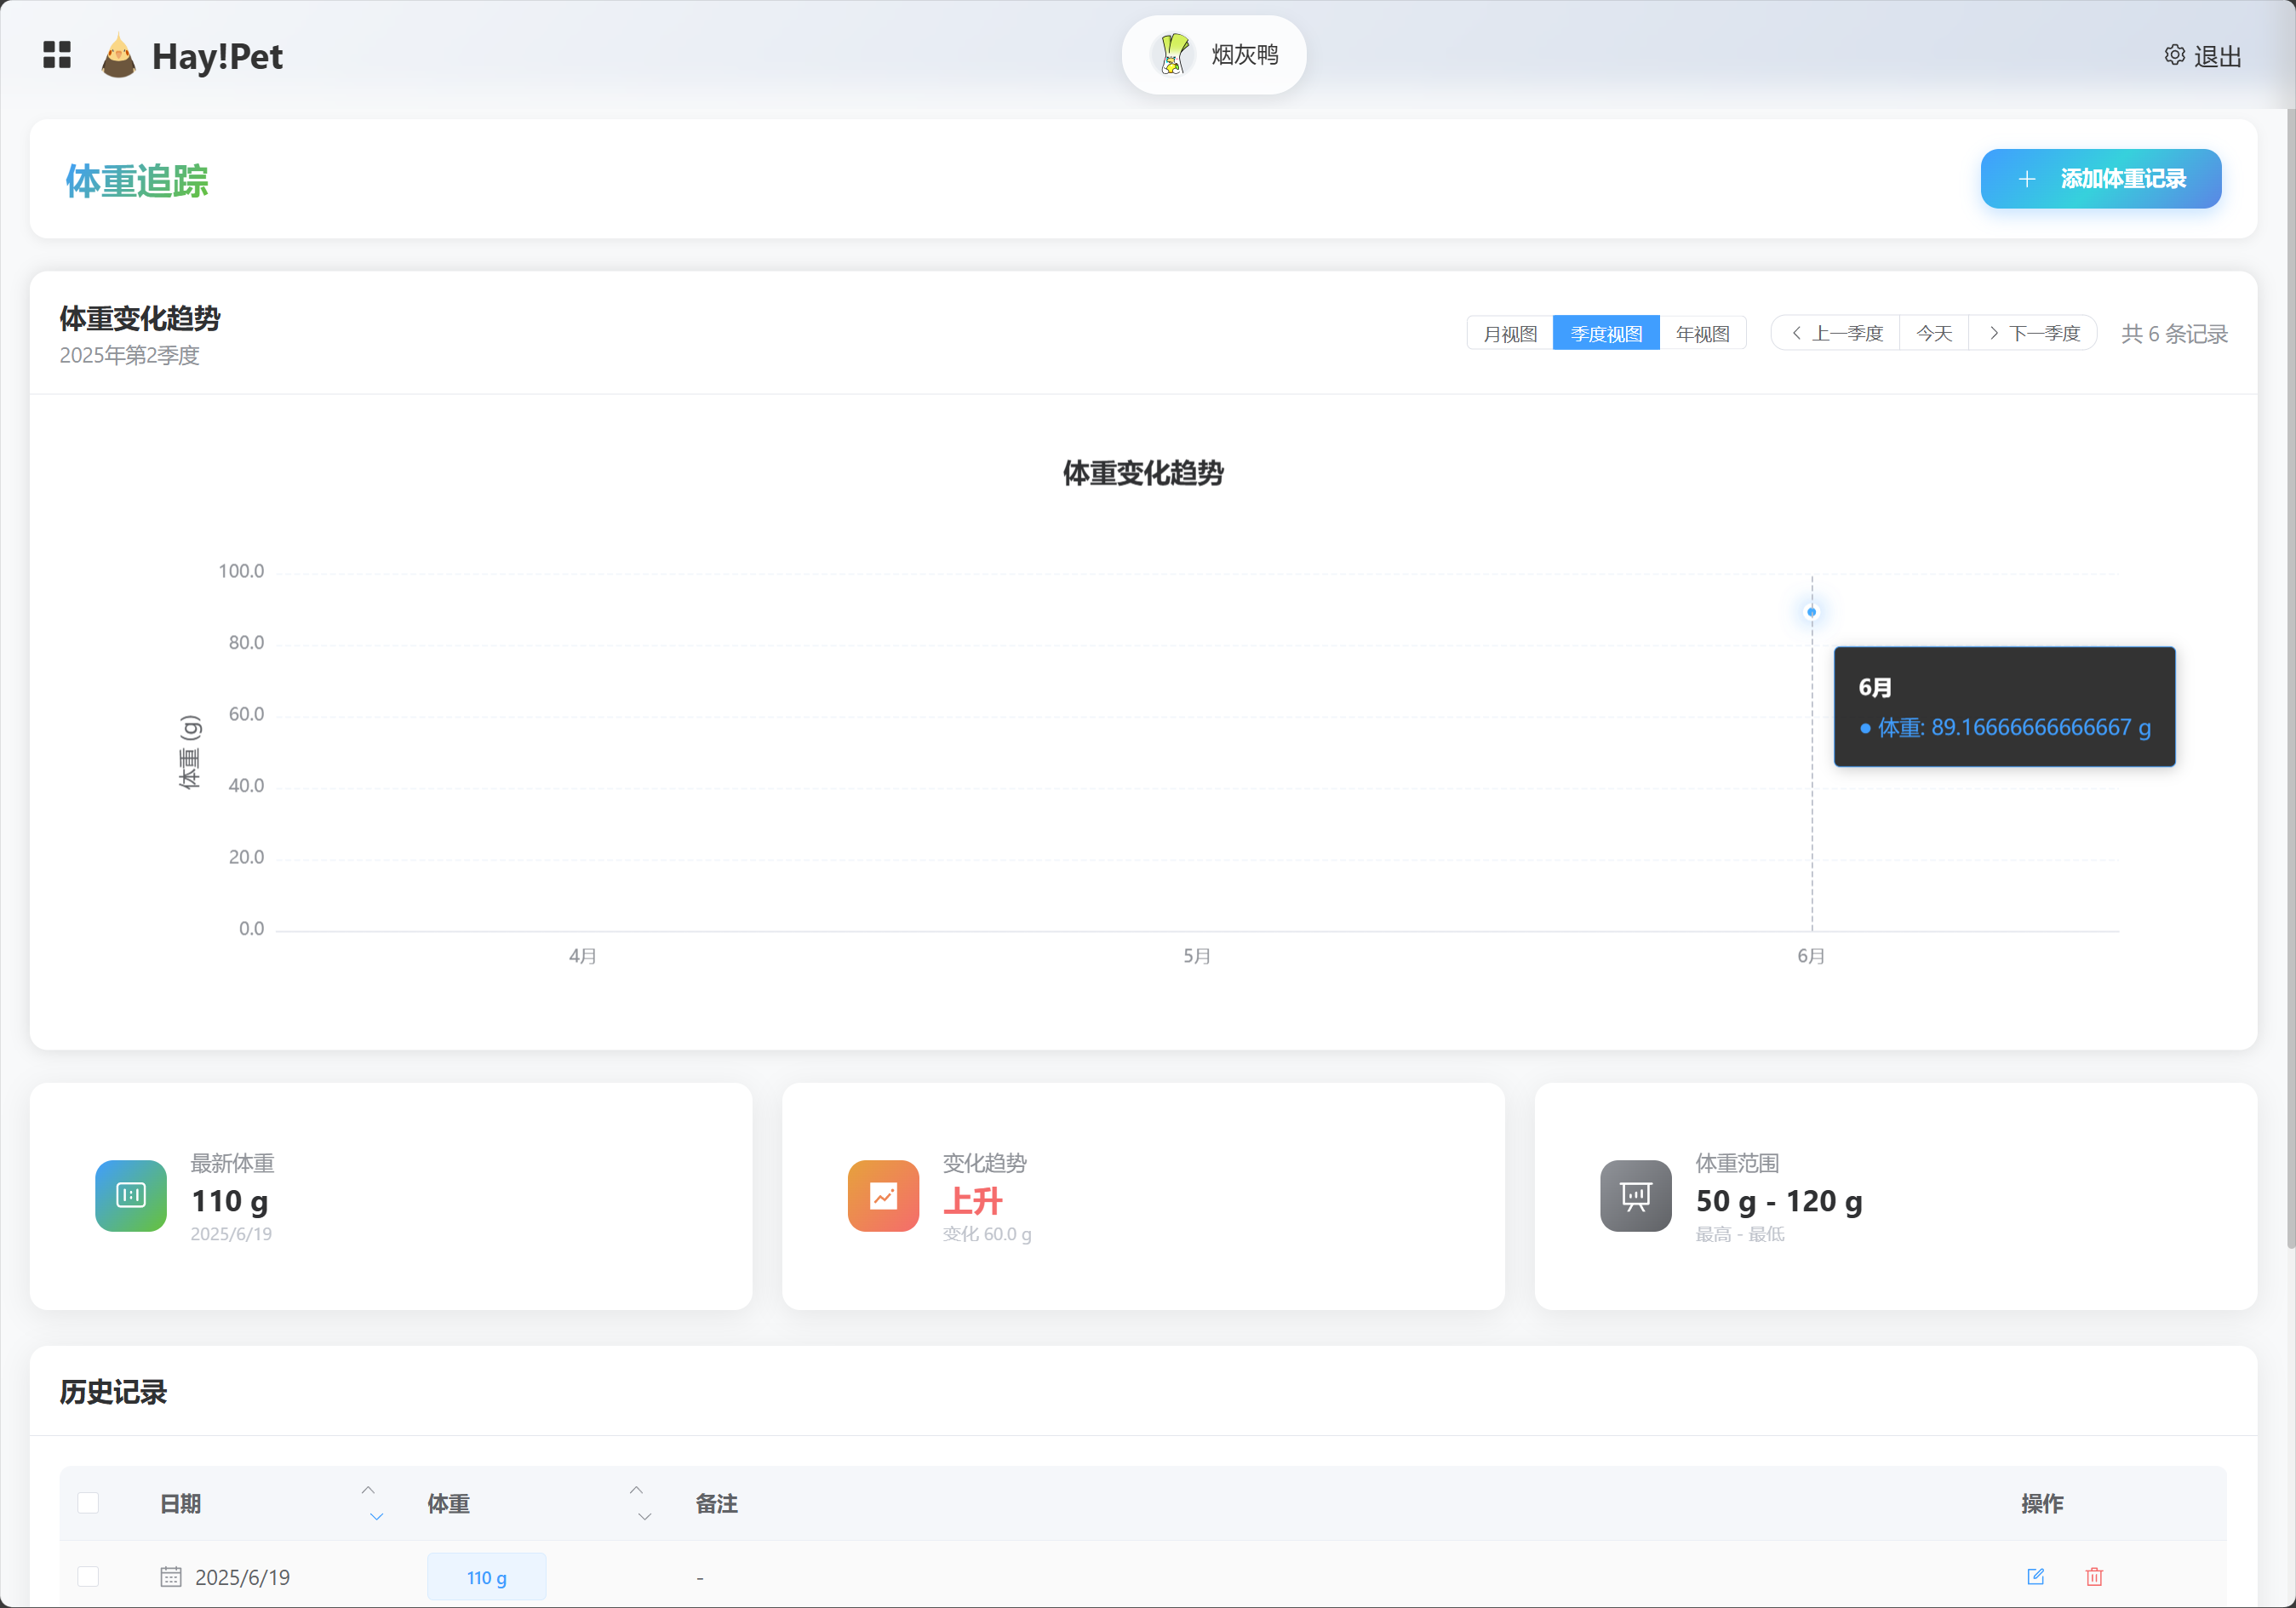 Hay!Pet
烟灰鸭
退出
体重追踪
添加体重记录
体重变化趋势
2025年第2季度
月视图 季度视图 年视图 上一季度 今天 下一季度 共 6 条记录
体重变化趋势
100.0
80.0
60.0
40.0
20.0
0.0
体重 (g)
6月
体重: 89.16666666666667 g
4月 5月 6月
最新体重
110 g
2025/6/19
变化趋势
上升
变化 60.0 g
体重范围
50 g - 120 g
最高 - 最低
历史记录
日期 体重 备注 操作
2025/6/19 110 g -